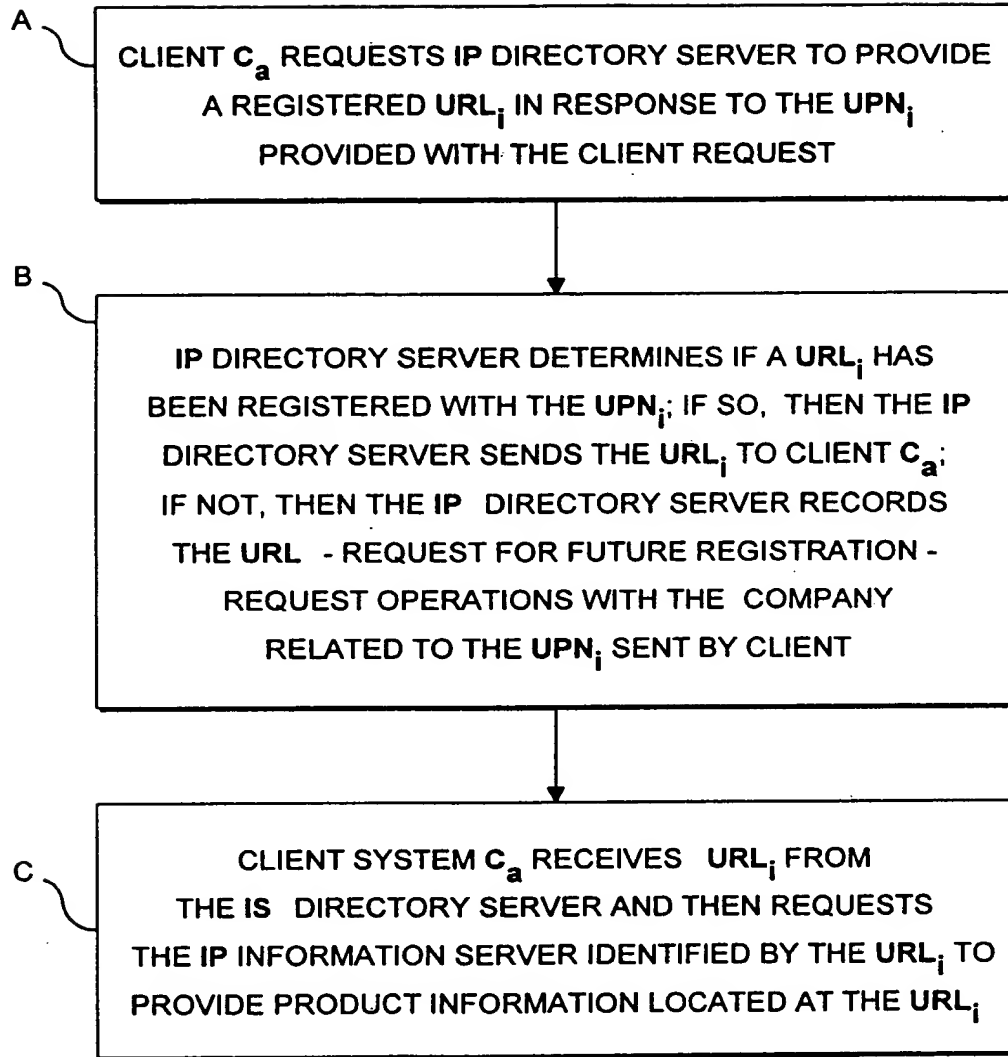 A
CLIENT Ca REQUESTS IP DIRECTORY SERVER TO PROVIDE
A REGISTERED URLi IN RESPONSE TO THE UPNi
PROVIDED WITH THE CLIENT REQUEST
B
IP DIRECTORY SERVER DETERMINES IF A URLi HAS
BEEN REGISTERED WITH THE UPNi; IF SO, THEN THE IP
DIRECTORY SERVER SENDS THE URLi TO CLIENT Ca;
IF NOT, THEN THE IP DIRECTORY SERVER RECORDS
THE URL - REQUEST FOR FUTURE REGISTRATION -
REQUEST OPERATIONS WITH THE COMPANY
RELATED TO THE UPNi SENT BY CLIENT
C
CLIENT SYSTEM Ca RECEIVES URLi FROM
THE IS DIRECTORY SERVER AND THEN REQUESTS
THE IP INFORMATION SERVER IDENTIFIED BY THE URLi TO
PROVIDE PRODUCT INFORMATION LOCATED AT THE URLi